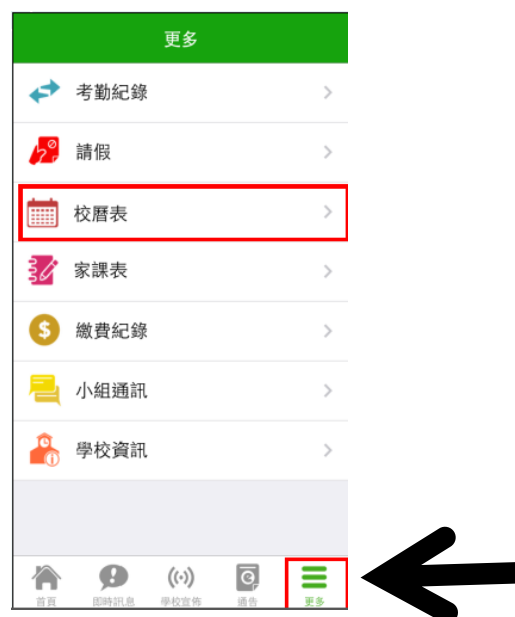 更多
考勤紀錄
請假
校曆表
家課表
繳費紀錄
小組通訊
學校資訊
首頁 即時訊息 學校宣佈 通告 更多